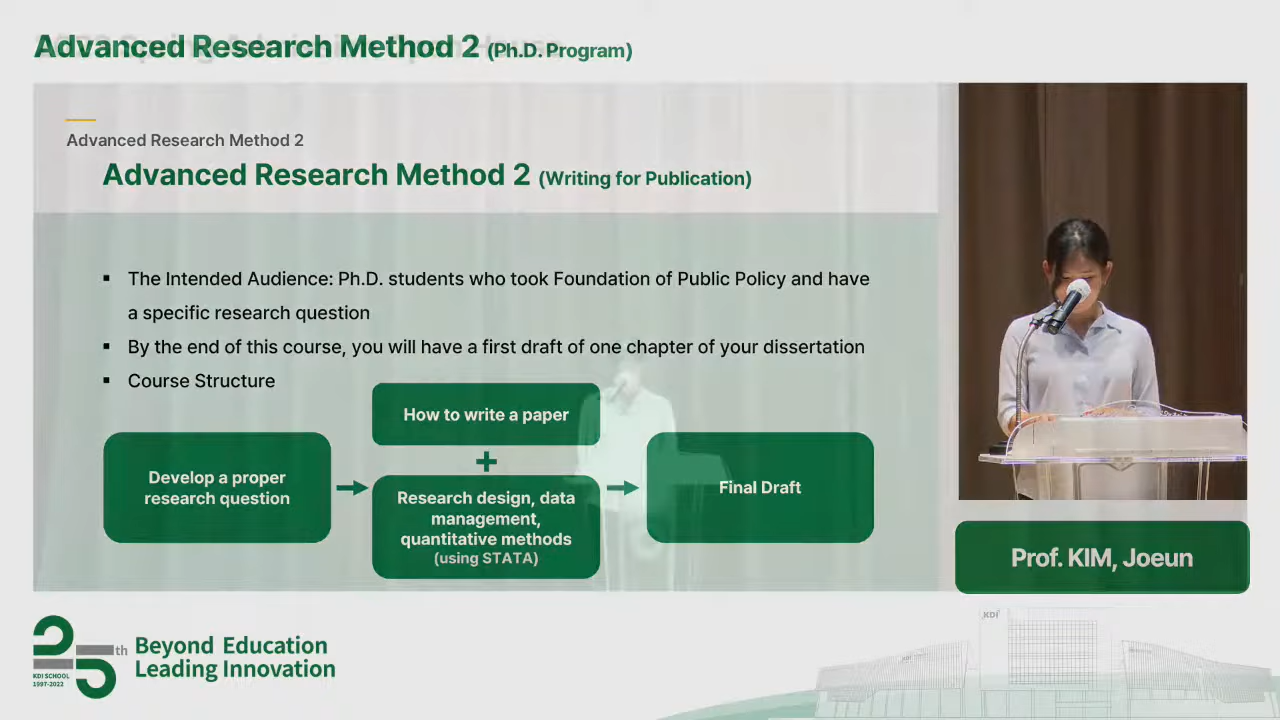 Advanced Research Method 2 (Ph.D. Program)
Advanced Research Method 2
Advanced Research Method 2 (Writing for Publication)
▪ The Intended Audience: Ph.D. students who took Foundation of Public Policy and have
a specific research question
▪ By the end of this course, you will have a first draft of one chapter of your dissertation
▪ Course Structure
Develop a proper
research question
How to write a paper
+
Research design, data
management,
quantitative methods
(using STATA)
Final Draft
Prof. KIM, Joeun
25th
KDI SCHOOL
1997-2022
Beyond Education
Leading Innovation
KDI
KDI